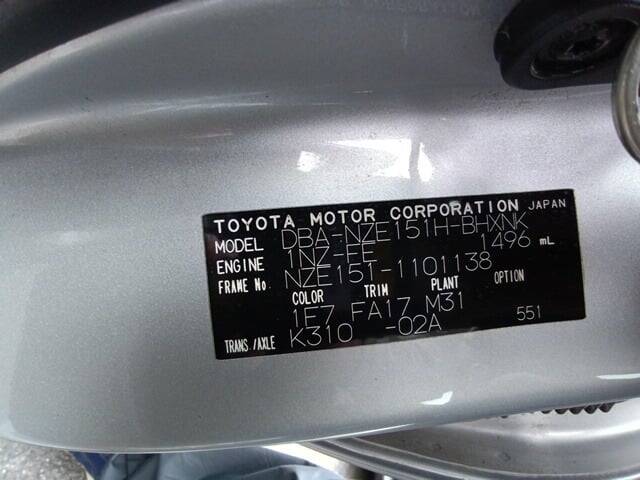 TOYOTA MOTOR CORPORATION JAPAN
MODEL DBA-NZE151H-BHXNK
ENGINE 1NZ-FE 1496 mL
FRAME No. NZE151-1101138
COLOR TRIM PLANT OPTION
1F7 FA17 M31
TRANS./AXLE K310 -02A 551